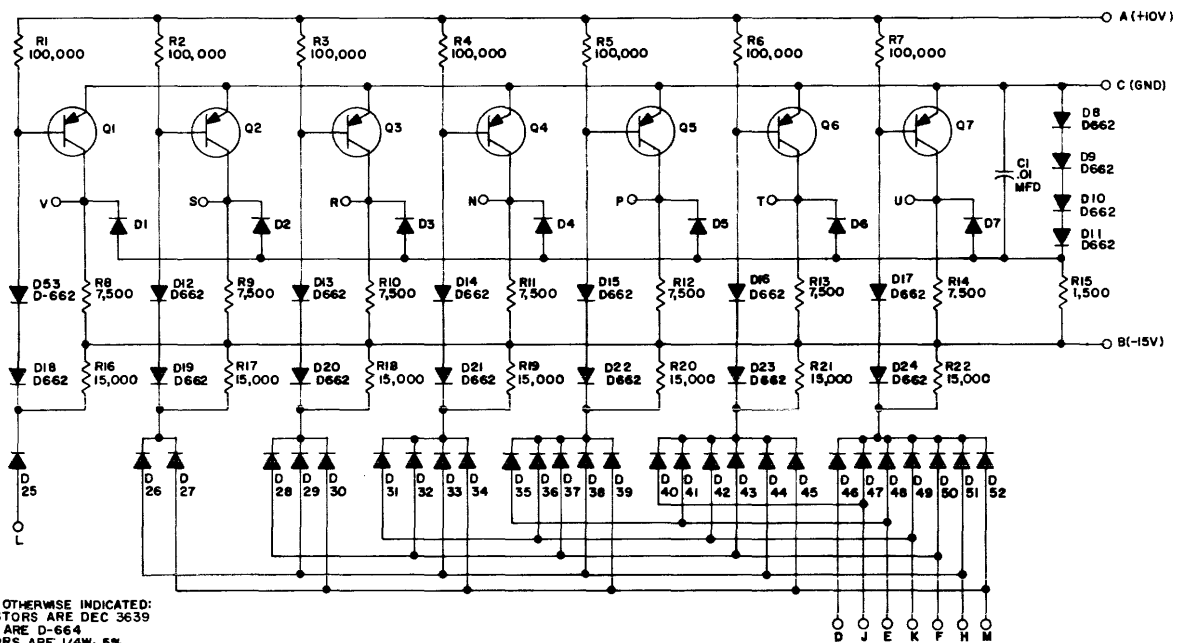 A (+10V)
R1
100,000
R2
100,000
R3
100,000
R4
100,000
R5
100,000
R6
100,000
R7
100,000
C (GND)
Q1
Q2
Q3
Q4
Q5
Q6
Q7
D8
D662
D9
D662
D10
D662
D11
D662
C1
.01
MFD
V
S
R
N
P
T
U
D1
D2
D3
D4
D5
D6
D7
D53
D-662
R8
7,500
D12
D662
R9
7,500
D13
D662
R10
7,500
D14
D662
R11
7,500
D15
D662
R12
7,500
D16
D662
R13
7,500
D17
D662
R14
7,500
R15
1,500
B(-15V)
D18
D662
R16
15,000
D19
D662
R17
15,000
D20
D662
R18
15,000
D21
D662
R19
15,000
D22
D662
R20
15,000
D23
D662
R21
15,000
D24
D662
R22
15,000
D
25
D
26
D
27
D
28
D
29
D
30
D
31
D
32
D
33
D
34
D
35
D
36
D
37
D
38
D
39
D
40
D
41
D
42
D
43
D
44
D
45
D
46
D
47
D
48
D
49
D
50
D
51
D
52
L
OTHERWISE INDICATED:
STORS ARE DEC 3639
ARE D-664
ORS ARE 1/4W; 5%
D J E K F H M